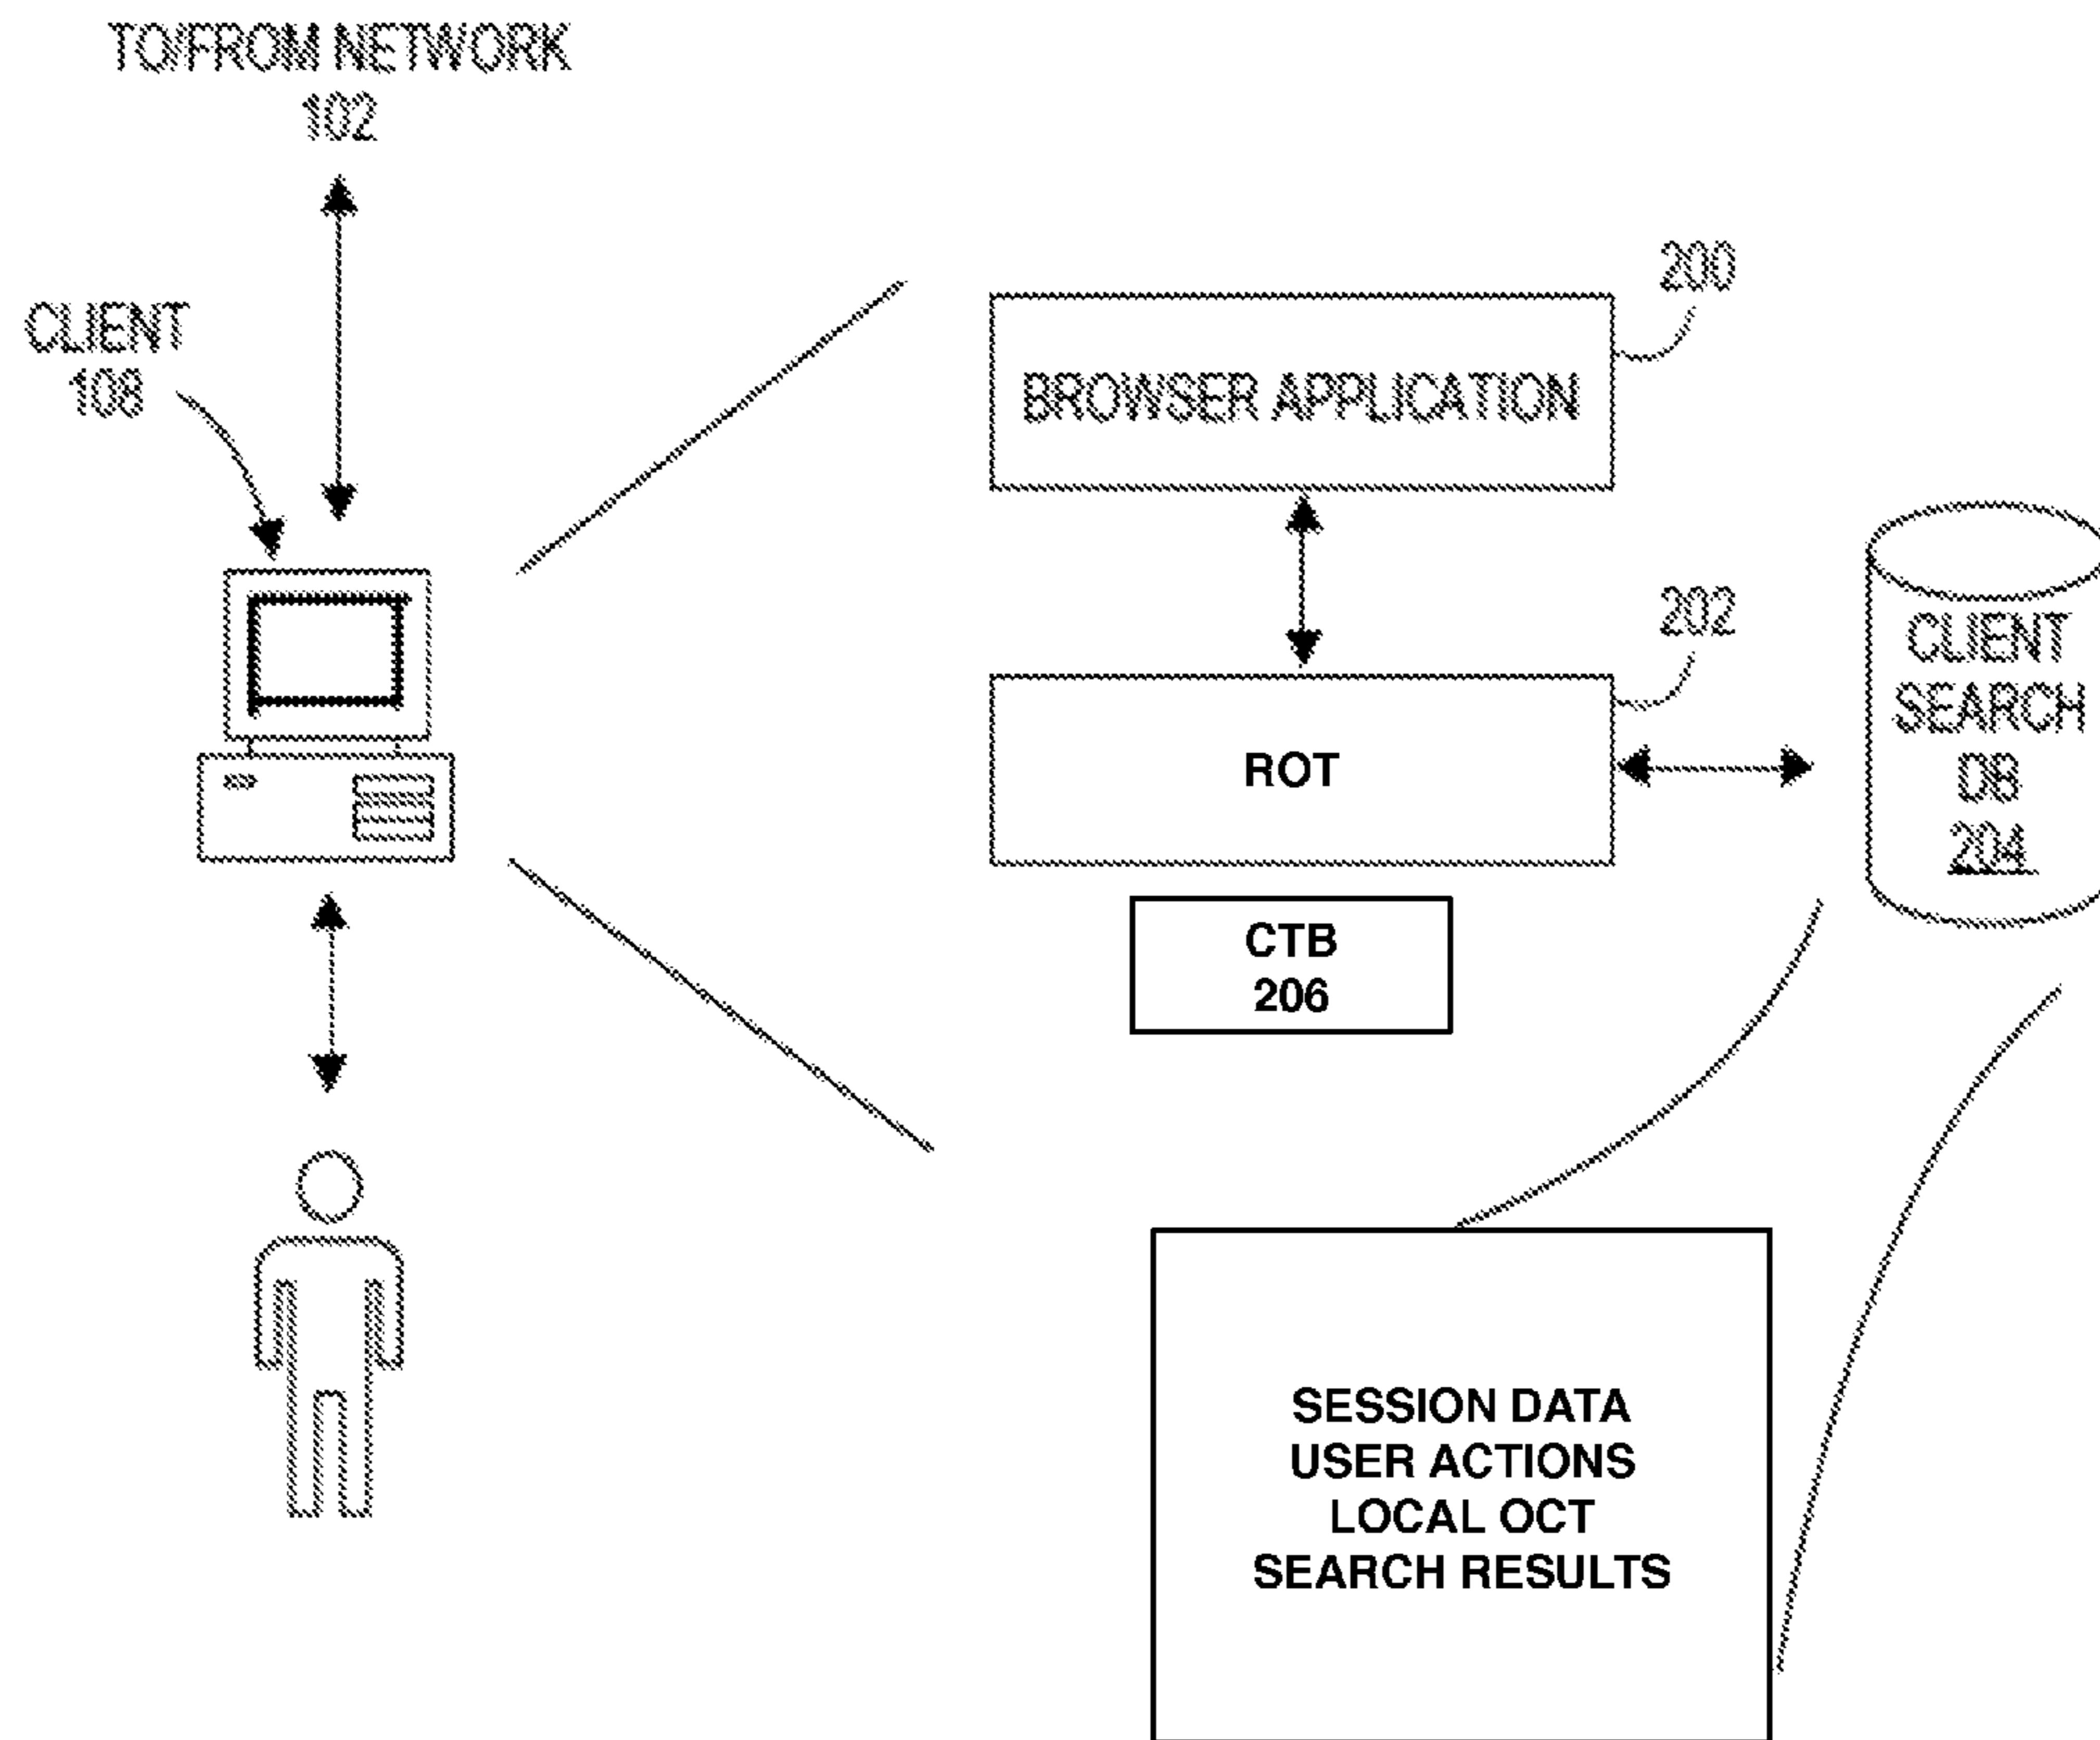 TO/FROM NETWORK
102
CLIENT
108
200
BROWSER APPLICATION
202
ROT
CLIENT
SEARCH
DB
204
CTB
206
SESSION DATA
USER ACTIONS
LOCAL OCT
SEARCH RESULTS